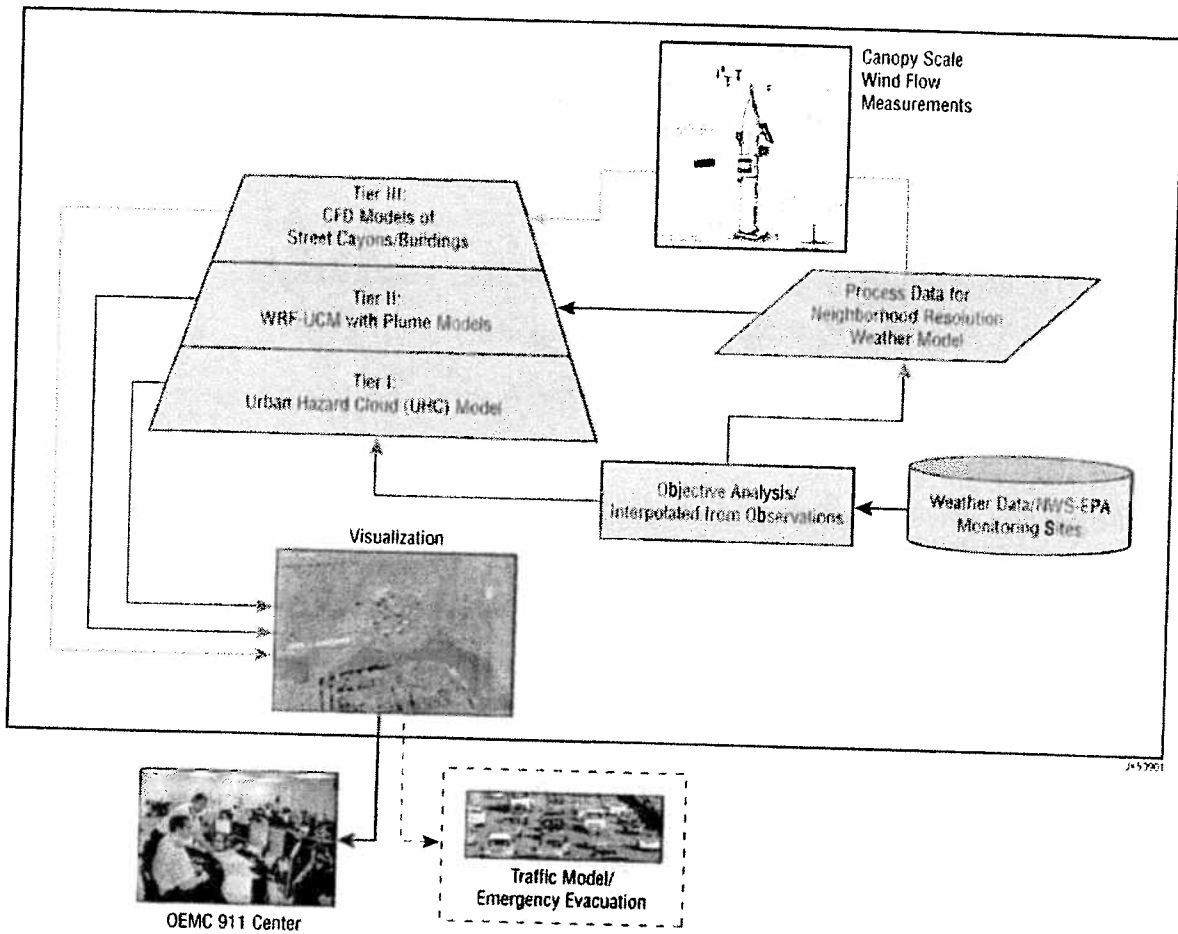 Canopy Scale
Wind Flow
Measurements
Tier III:
CFD Models of
Street Cayons/Buildings
Tier II:
WRF-UCM with Plume Models
Tier I:
Urban Hazard Cloud (UHC) Model
Process Data for
Neighborhood Resolution
Weather Model
Objective Analysis/
Interpolated from Observations
Weather Data/NWS-EPA
Monitoring Sites
Visualization
OEMC 911 Center
Traffic Model/
Emergency Evacuation